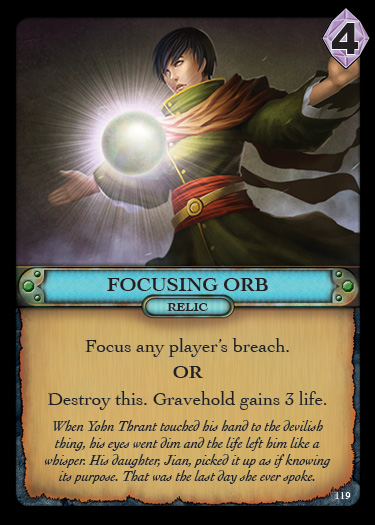 4
FOCUSING ORB
RELIC
Focus any player's breach.
OR
Destroy this. Gravehold gains 3 life.
When Yohn Thrant touched his hand to the devilish
thing, his eyes went dim and the life left him like a
whisper. His daughter, Jian, picked it up as if knowing
its purpose. That was the last day she ever spoke.
119